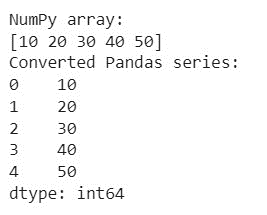 NumPy array:
[10 20 30 40 50]
Converted Pandas series:
0    10
1    20
2    30
3    40
4    50
dtype: int64